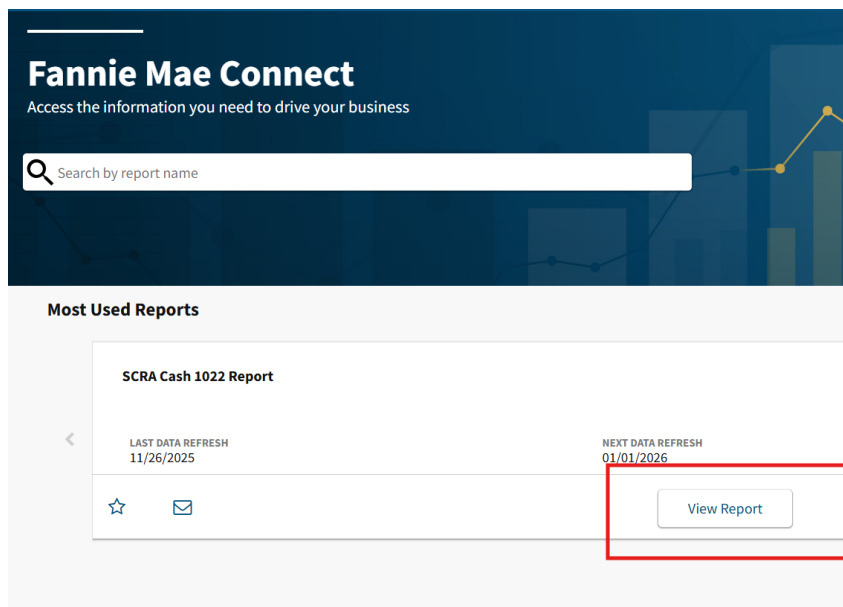 Fannie Mae Connect
Access the information you need to drive your business
Search by report name
Most Used Reports
SCRA Cash 1022 Report
LAST DATA REFRESH
11/26/2025
NEXT DATA REFRESH
01/01/2026
View Report